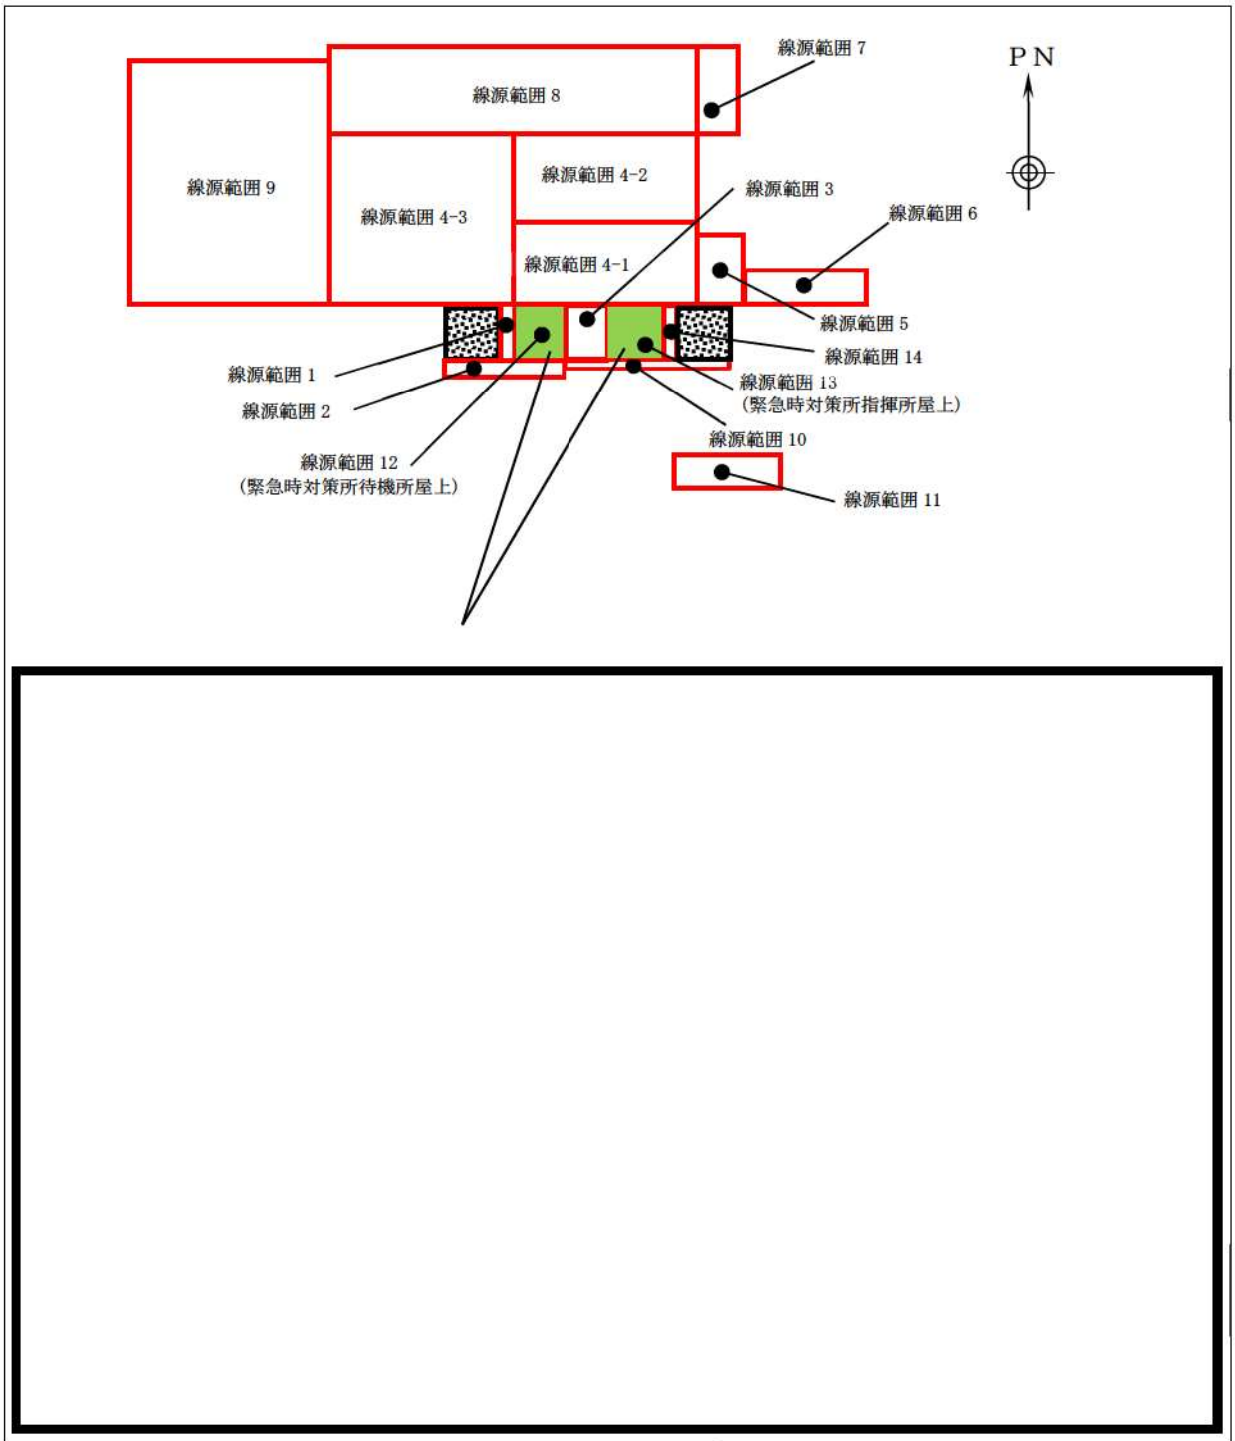 線源範囲 7
PN
線源範囲 8
線源範囲 4-2
線源範囲 9
線源範囲 3
線源範囲 4-3
線源範囲 6
線源範囲 4-1
線源範囲 5
線源範囲 14
線源範囲 1
線源範囲 13
(緊急時対策所指揮所屋上)
線源範囲 2
線源範囲 10
線源範囲 12
(緊急時対策所待機所屋上)
線源範囲 11